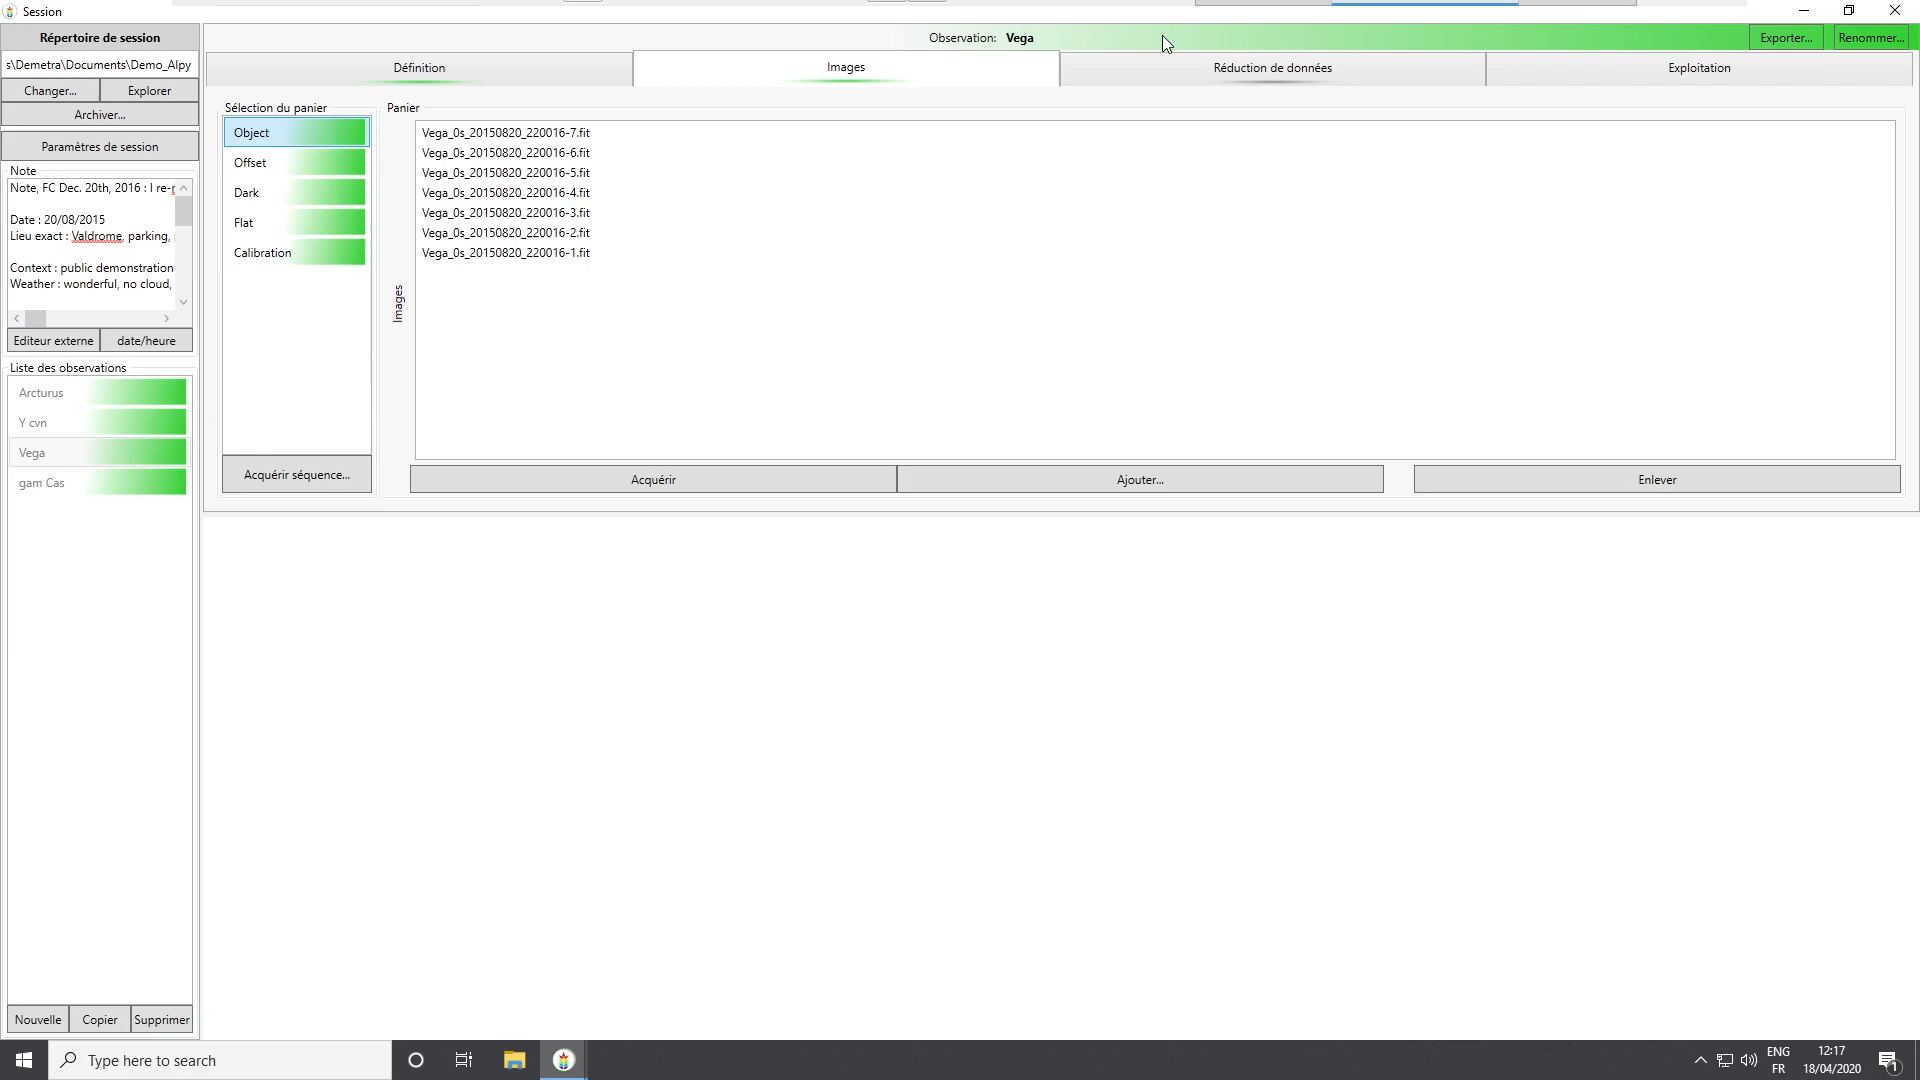 Session
Répertoire de session
s\Demetra\Documents\Demo_Alpy
Changer...
Explorer
Archiver...
Paramètres de session
Note
Note, FC Dec. 20th, 2016 : I re-
Date : 20/08/2015
Lieu exact : Valdrome, parking,
Context : public demonstration
Weather : wonderful, no cloud,
Editeur externe
date/heure
Liste des observations
Arcturus
Y cvn
Vega
gam Cas
Nouvelle
Copier
Supprimer
Observation: Vega
Exporter...
Renommer...
Définition
Images
Réduction de données
Exploitation
Sélection du panier
Object
Offset
Dark
Flat
Calibration
Acquérir séquence...
Panier
Images
Vega_0s_20150820_220016-7.fit
Vega_0s_20150820_220016-6.fit
Vega_0s_20150820_220016-5.fit
Vega_0s_20150820_220016-4.fit
Vega_0s_20150820_220016-3.fit
Vega_0s_20150820_220016-2.fit
Vega_0s_20150820_220016-1.fit
Acquérir
Ajouter...
Enlever
Type here to search
ENG
FR
12:17
18/04/2020
1